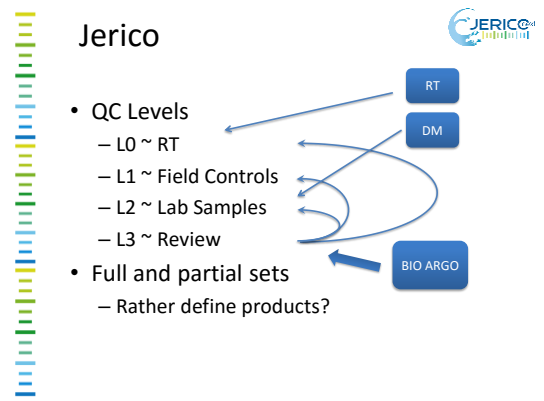 Jerico
JERICO
RT
DM
• QC Levels
– L0 ~ RT
– L1 ~ Field Controls
– L2 ~ Lab Samples
– L3 ~ Review
BIO ARGO
• Full and partial sets
– Rather define products?